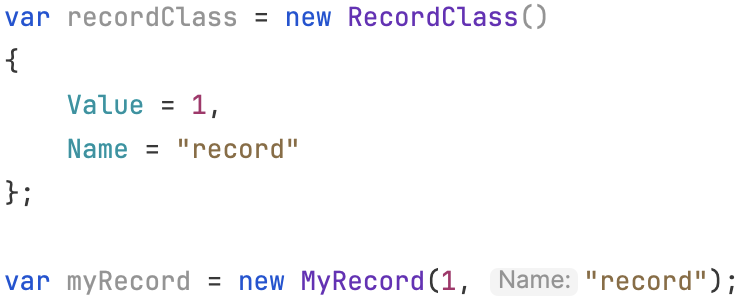 var recordClass = new RecordClass()
{
    Value = 1,
    Name = "record"
};

var myRecord = new MyRecord(1, Name: "record");